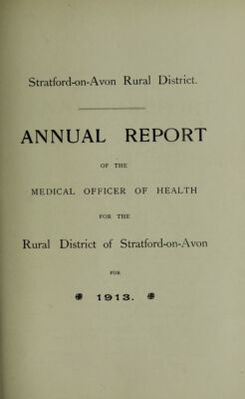 Stratford-on-Avon Rural District.
ANNUAL REPORT
OF THE
MEDICAL OFFICER OF HEALTH
FOR THE
Rural District of Stratford-on-Avon
FOR
1913.